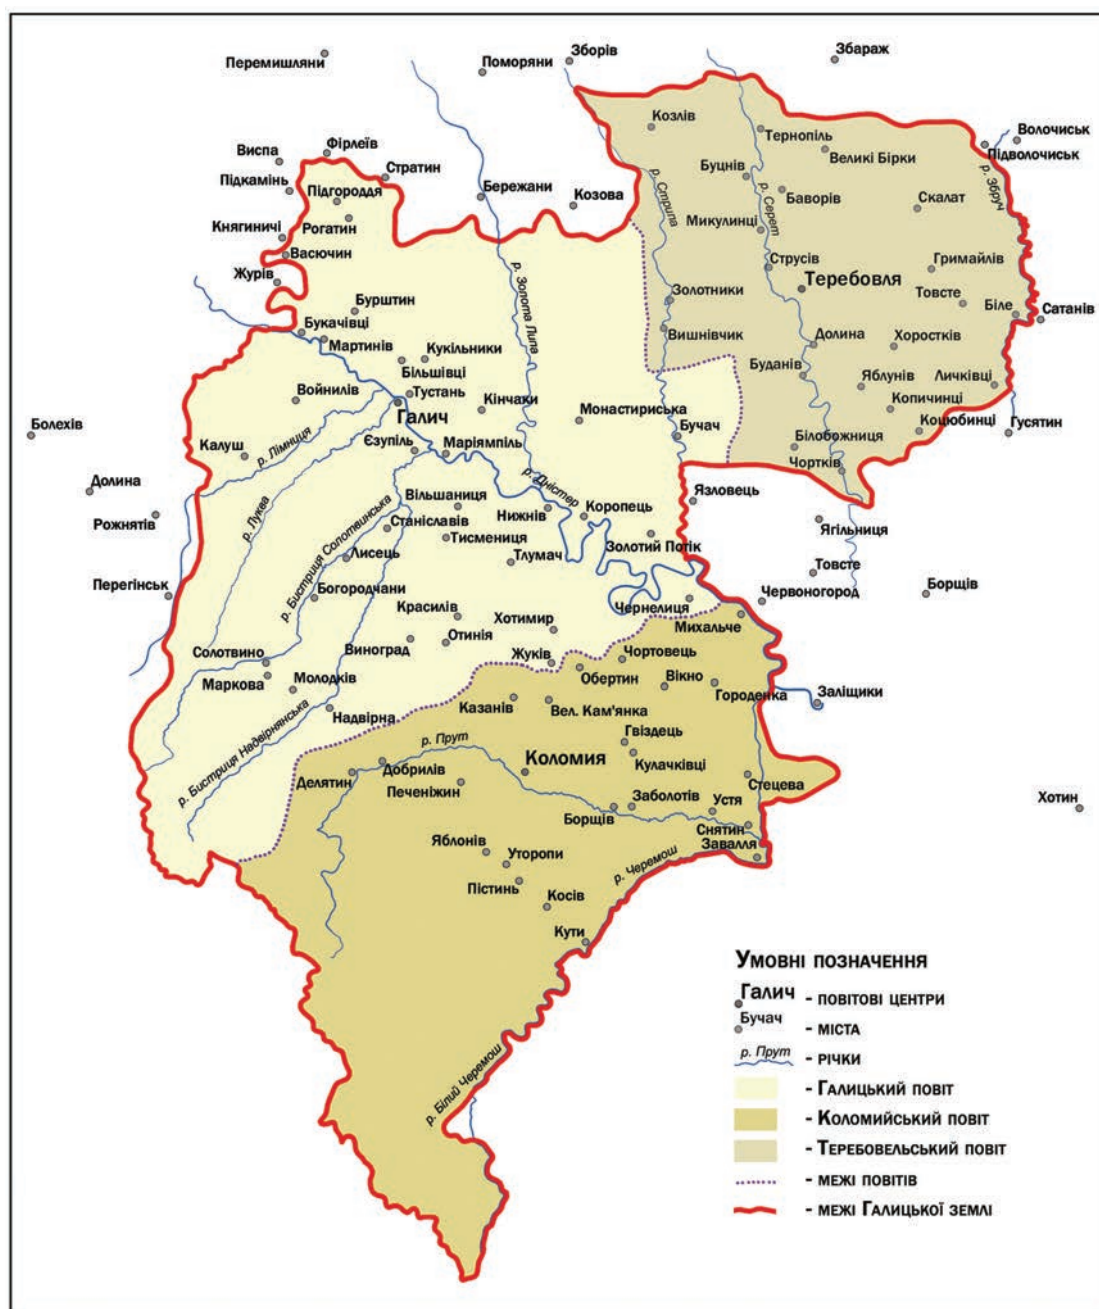 Зборів
Збараж
Перемишляни
Поморяни
Козлів
Тернопіль
Волочиськ
Підволочиськ
Великі Бірки
Фірлеїв
Виспа
Стратин
Підкамінь
Підгороддя
Бережани
Козова
р. Стрипа
Буцнів
р. Серет
Баворів
р. Збруч
Скалат
Княгиничі
Рогатин
Микулинці
Васючин
Струсів
Гримайлів
Журів
р. Золота Липа
Теребовля
Золотники
Товсте
Біле
Сатанів
Бурштин
Букачівці
Мартинів
Вишнівчик
Долина
Хоростків
Кукільники
Більшівці
Буданів
Яблунів
Личківці
Войнилів
Тустань
Галич
Кінчаки
Монастириська
Копичинці
Коцюбинці
Гусятин
Болехів
Бучач
Білобожниця
Калуш
р. Лімниця
Єзупіль
Маріямпіль
Чортків
Долина
р. Дністер
Рожнятів
р. Луква
Вільшаниця
Язловець
Коропець
Нижнів
Станіславів
Ягільниця
Тисмениця
Золотий Потік
р. Бистриця Солотвинська
Лисець
Тлумач
Товсте
Перегінськ
Богородчани
Борщів
Червоногород
Чернелиця
Красилів
Хотимир
Михальче
Виноград
Отинія
Солотвино
Жуків
Чортовець
Маркова
Молодків
Обертин
Вікно
Городенка
Заліщики
Казанів
Вел. Кам'янка
Надвірна
р. Бистриця Надвірнянська
р. Прут
Гвіздець
Коломия
Кулачківці
Добрилів
Делятин
Печеніжин
Стецева
Заболотів
Устя
Борщів
Хотин
Снятин
Завалля
Яблонів
Уторопи
р. Черемош
Пістинь
Косів
Кути
р. Білий Черемош
Умовні позначення
Галич - повітові центри
Бучач - міста
р. Прут - річки
- Галицький повіт
- Коломийський повіт
- Теребовельський повіт
- межі повітів
- межі Галицької землі